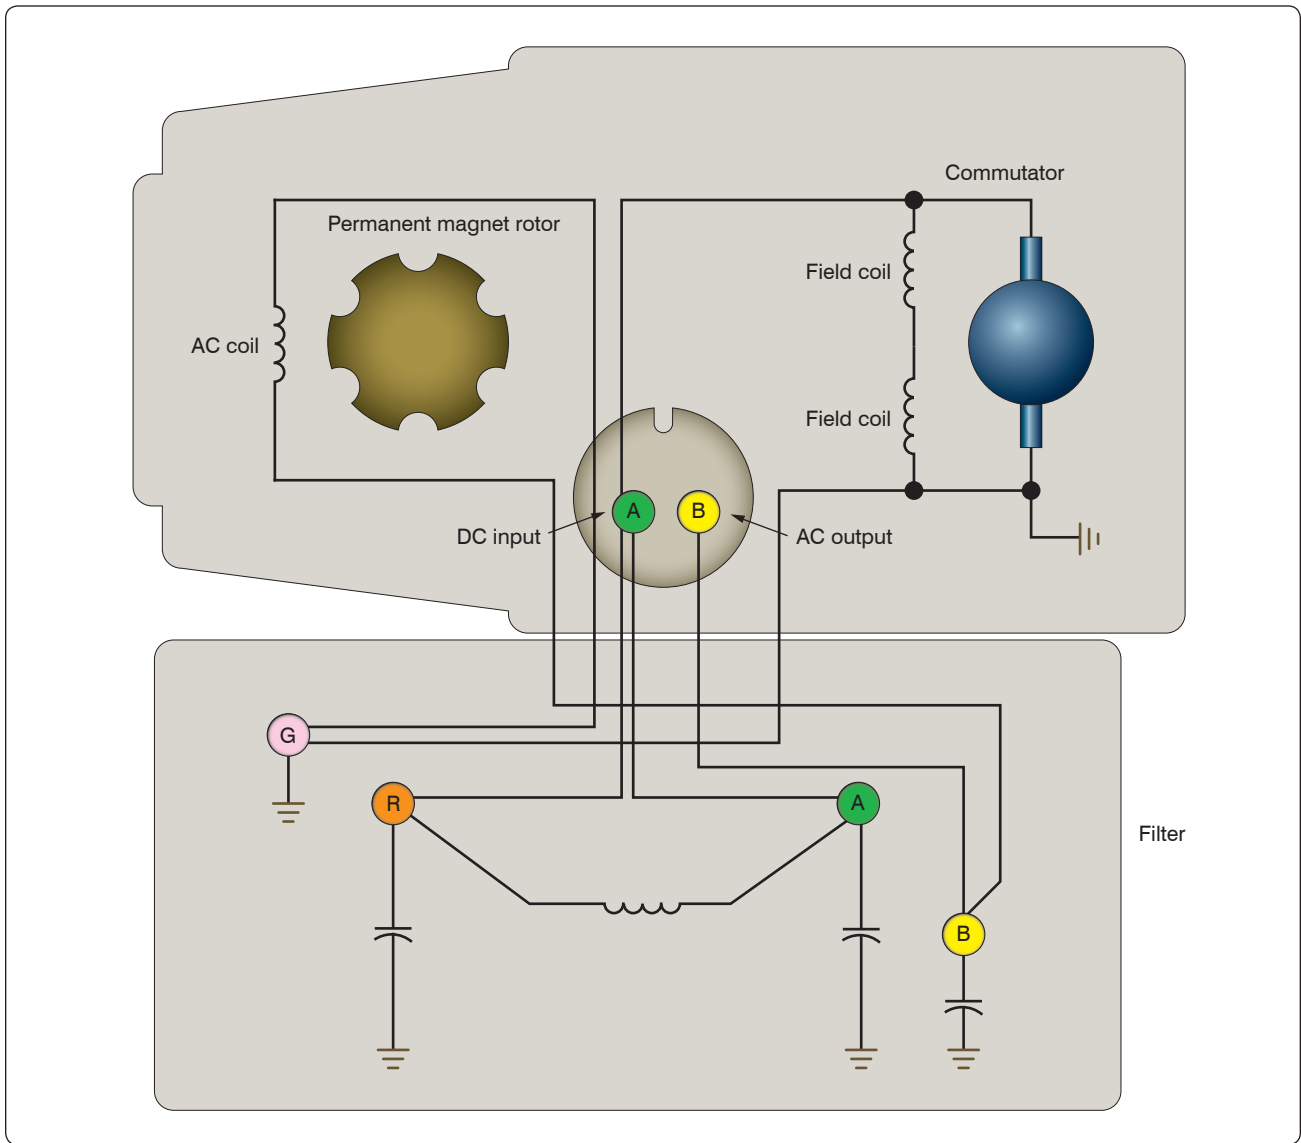 Commutator
Permanent magnet rotor
Field coil
AC coil
Field coil
A
B
DC input
AC output
G
R
A
Filter
B